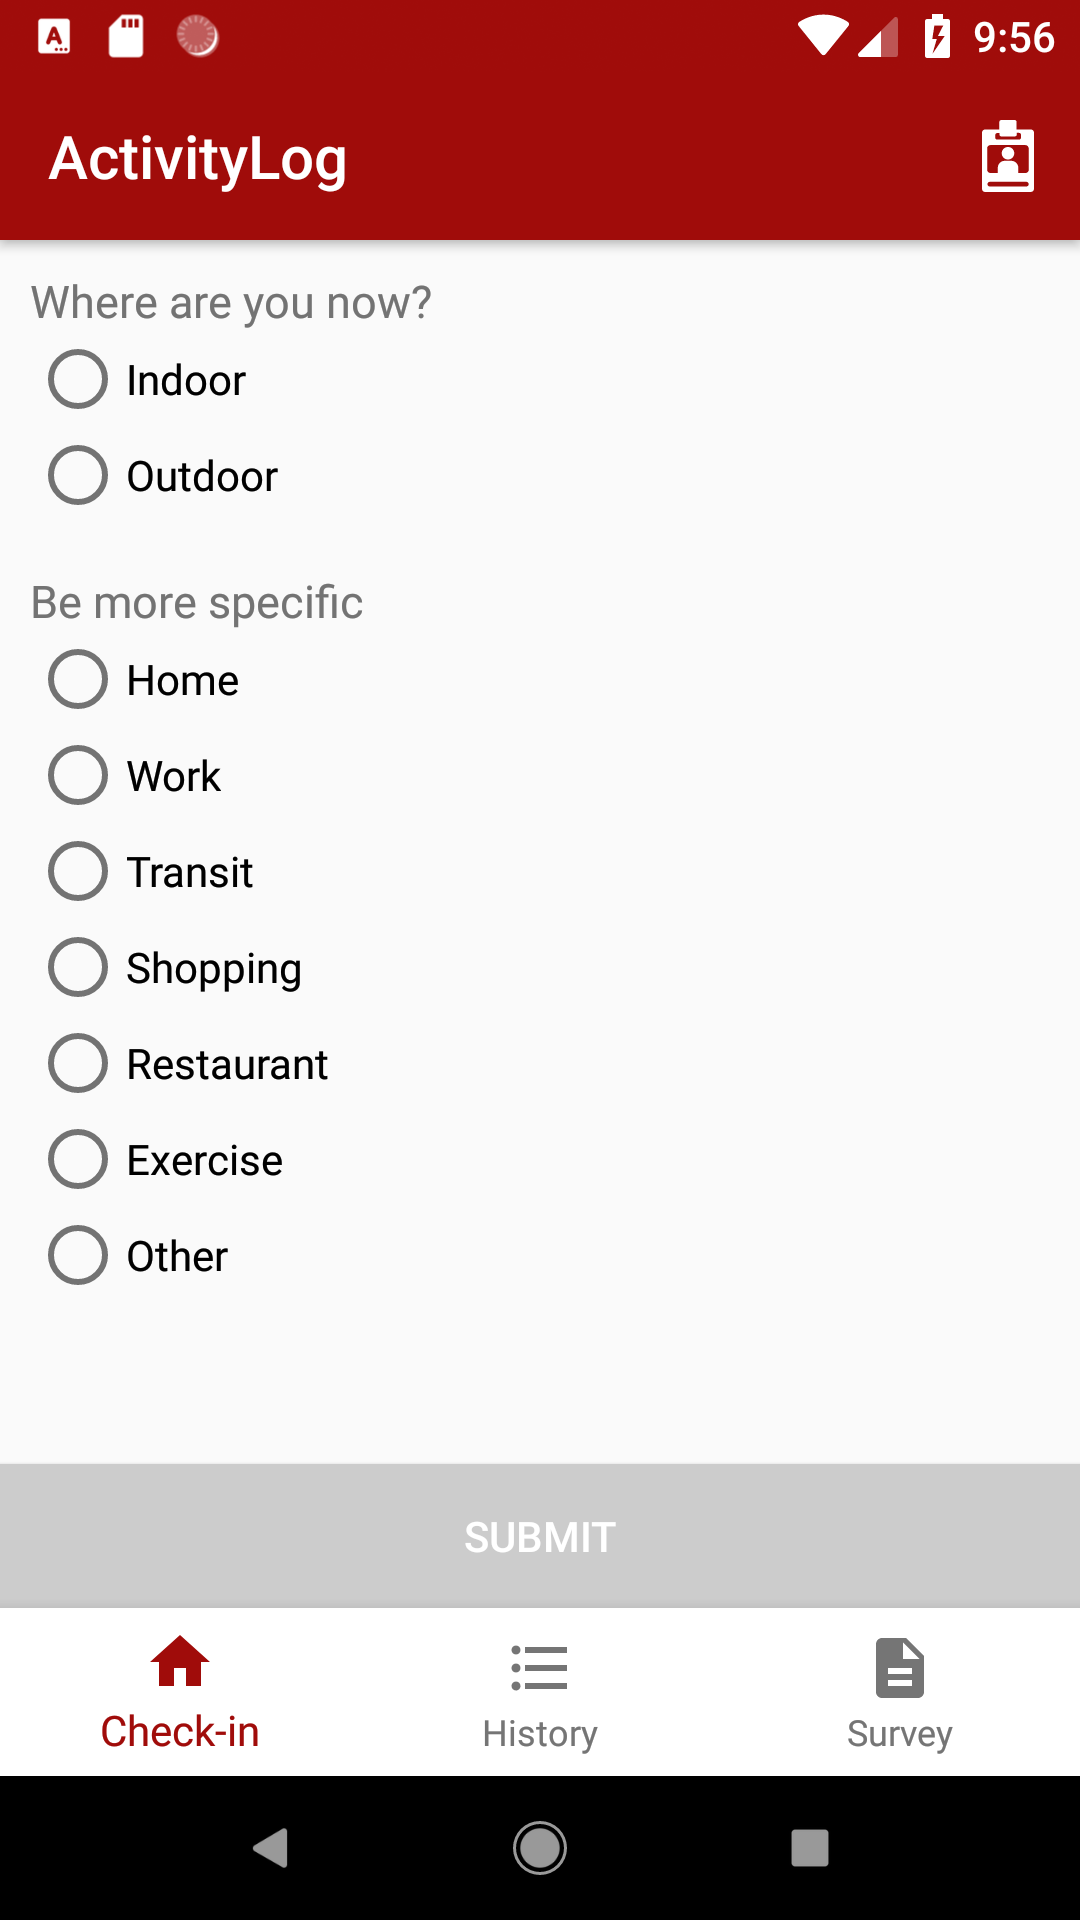 9:56
ActivityLog
Where are you now?
Indoor
Outdoor
Be more specific
Home
Work
Transit
Shopping
Restaurant
Exercise
Other
SUBMIT
Check-in
History
Survey